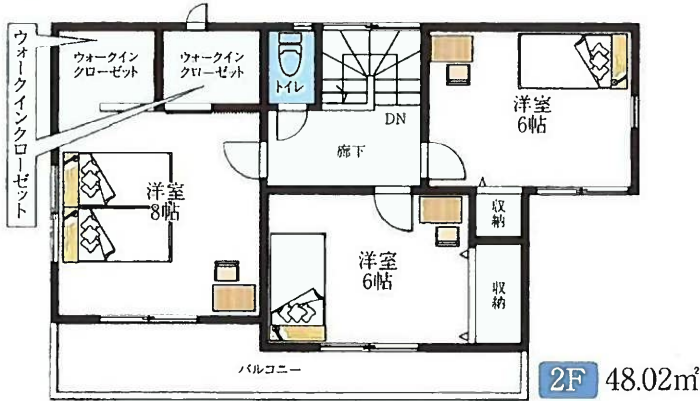 ウォークインクローゼット
ウォークイン
クローゼット
ウォークイン
クローゼット
トイレ
DN
廊下
洋室
6帖
洋室
8帖
収納
洋室
6帖
収納
バルコニー
2F 48.02㎡